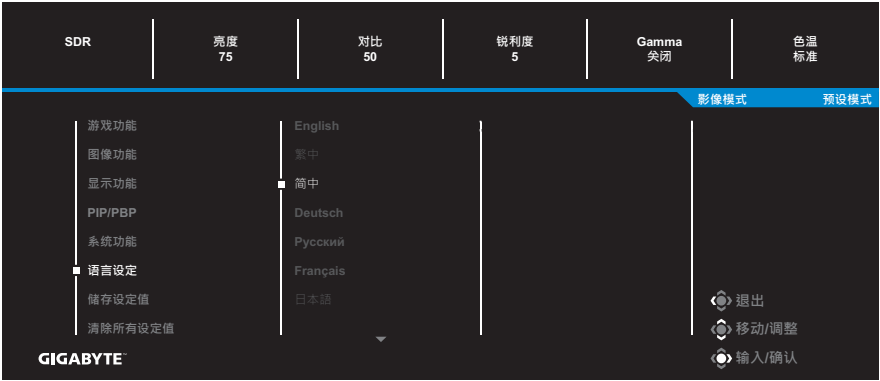 SDR 亮度 对比 锐利度 Gamma 色温
75 50 5 关闭 标准
影像模式 预设模式
游戏功能 English
图像功能 繁中
显示功能 简中
PIP/PBP Deutsch
系统功能 Русский
语言设定 Français
储存设定值 日本語
清除所有设定值
退出
移动/调整
输入/确认
GIGABYTE™